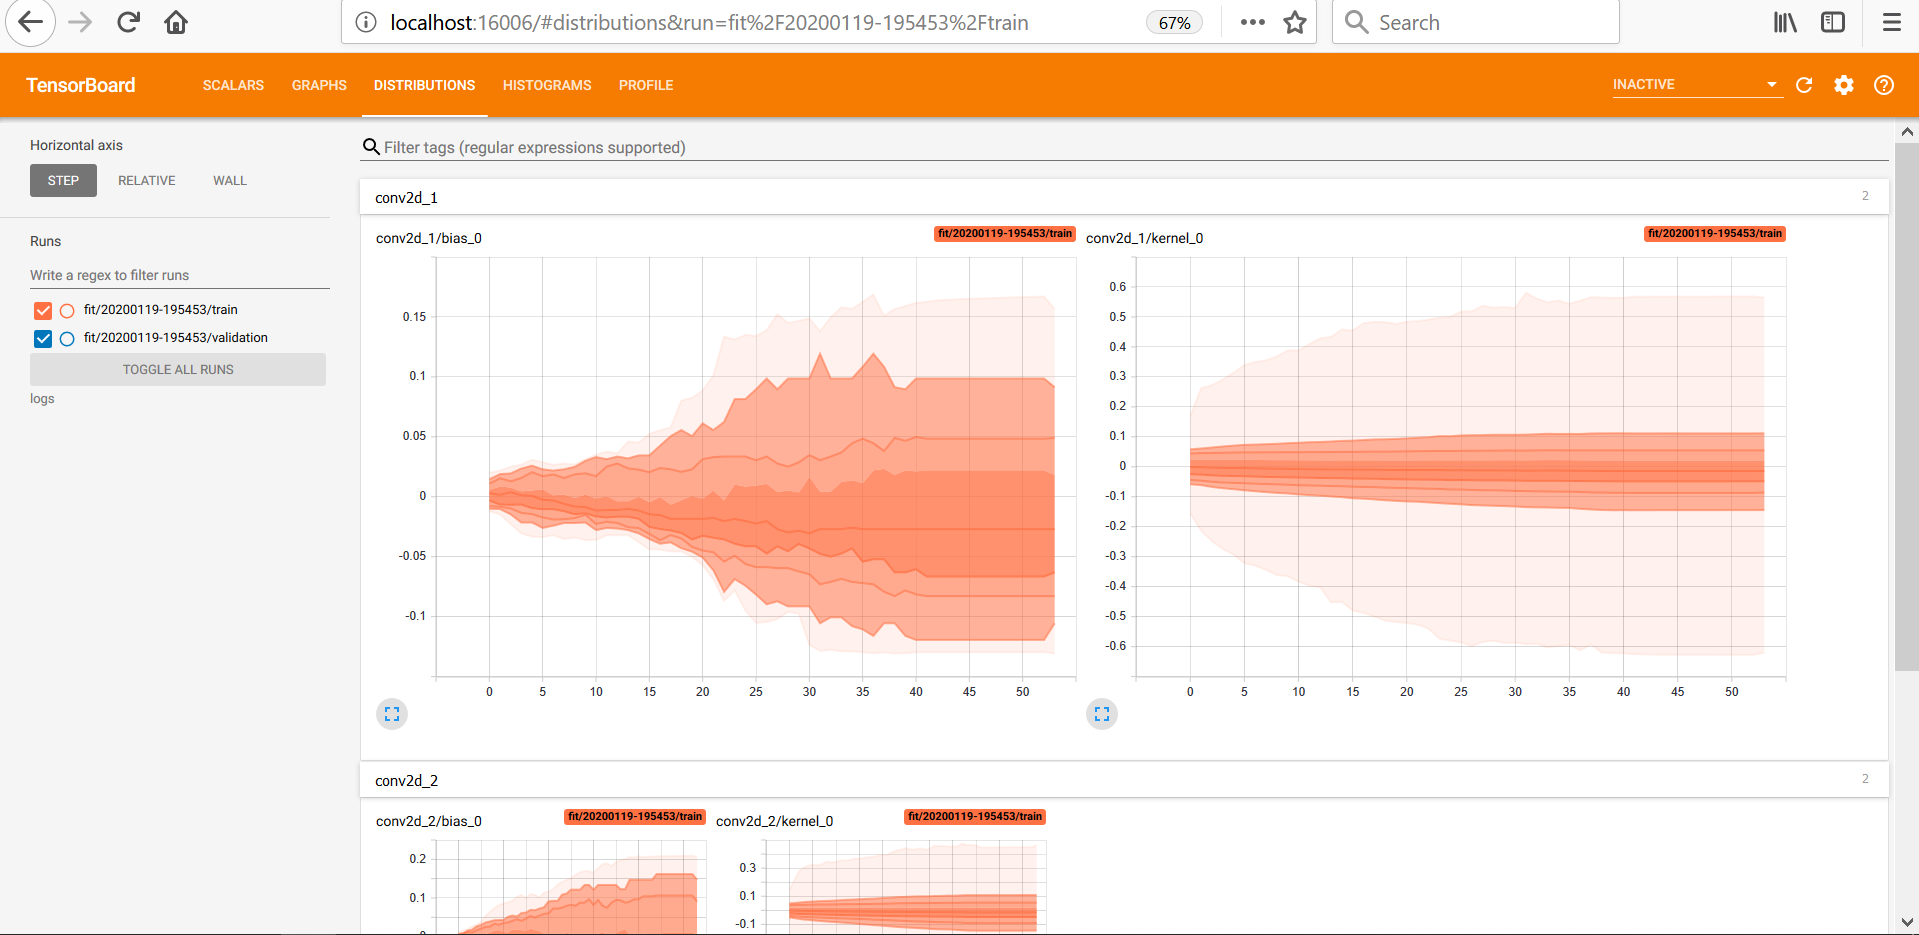 localhost:16006/#distributions&run=fit%2F20200119-195453%2Ftrain 67% Search
TensorBoard SCALARS GRAPHS DISTRIBUTIONS HISTOGRAMS PROFILE INACTIVE
Horizontal axis
STEP RELATIVE WALL
Runs
Write a regex to filter runs
fit/20200119-195453/train
fit/20200119-195453/validation
TOGGLE ALL RUNS
logs
Filter tags (regular expressions supported)
conv2d_1 2
conv2d_1/bias_0 fit/20200119-195453/train
0.15
0.1
0.05
0
-0.05
-0.1
0 5 10 15 20 25 30 35 40 45 50
conv2d_1/kernel_0 fit/20200119-195453/train
0.6
0.5
0.4
0.3
0.2
0.1
0
-0.1
-0.2
-0.3
-0.4
-0.5
-0.6
0 5 10 15 20 25 30 35 40 45 50
conv2d_2 2
conv2d_2/bias_0 fit/20200119-195453/train
0.2
0.1
0
conv2d_2/kernel_0 fit/20200119-195453/train
0.3
0.1
-0.1